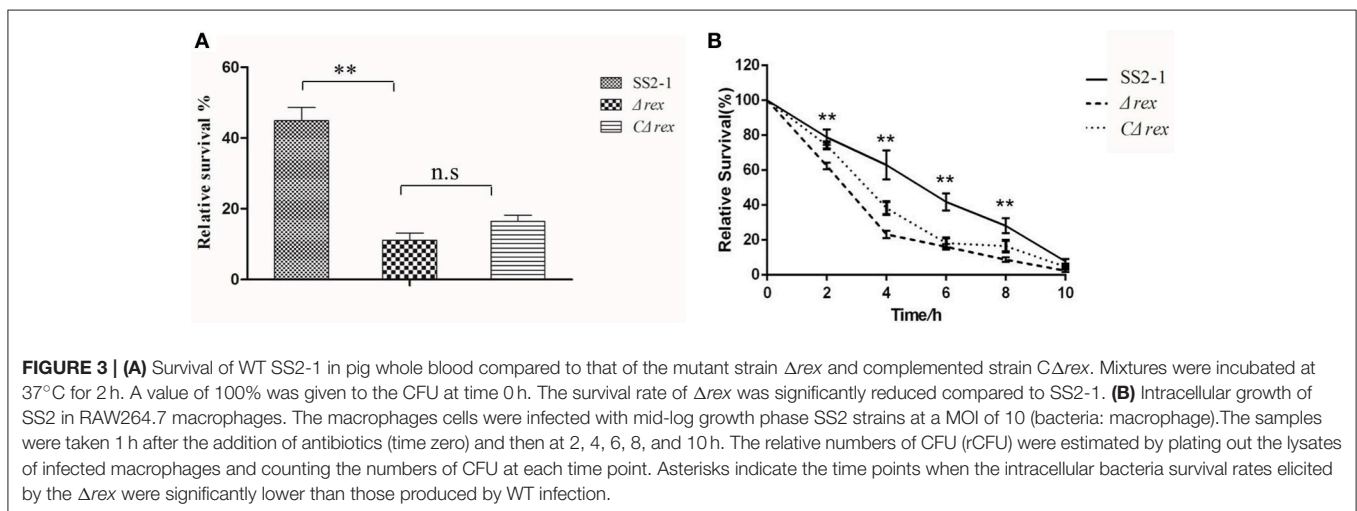 A
Relative survival %
60
40
20
0
**
n.s
SS2-1
Δrex
CΔrex
B
Relative Survival(%)
120
100
80
60
40
20
0
**
**
**
**
0 2 4 6 8 10
Time/h
SS2-1
Δrex
CΔrex
FIGURE 3 | (A) Survival of WT SS2-1 in pig whole blood compared to that of the mutant strain Δrex and complemented strain CΔrex. Mixtures were incubated at
37°C for 2 h. A value of 100% was given to the CFU at time 0 h. The survival rate of Δrex was significantly reduced compared to SS2-1. (B) Intracellular growth of
SS2 in RAW264.7 macrophages. The macrophages cells were infected with mid-log growth phase SS2 strains at a MOI of 10 (bacteria: macrophage).The samples
were taken 1 h after the addition of antibiotics (time zero) and then at 2, 4, 6, 8, and 10 h. The relative numbers of CFU (rCFU) were estimated by plating out the lysates
of infected macrophages and counting the numbers of CFU at each time point. Asterisks indicate the time points when the intracellular bacteria survival rates elicited
by the Δrex were significantly lower than those produced by WT infection.